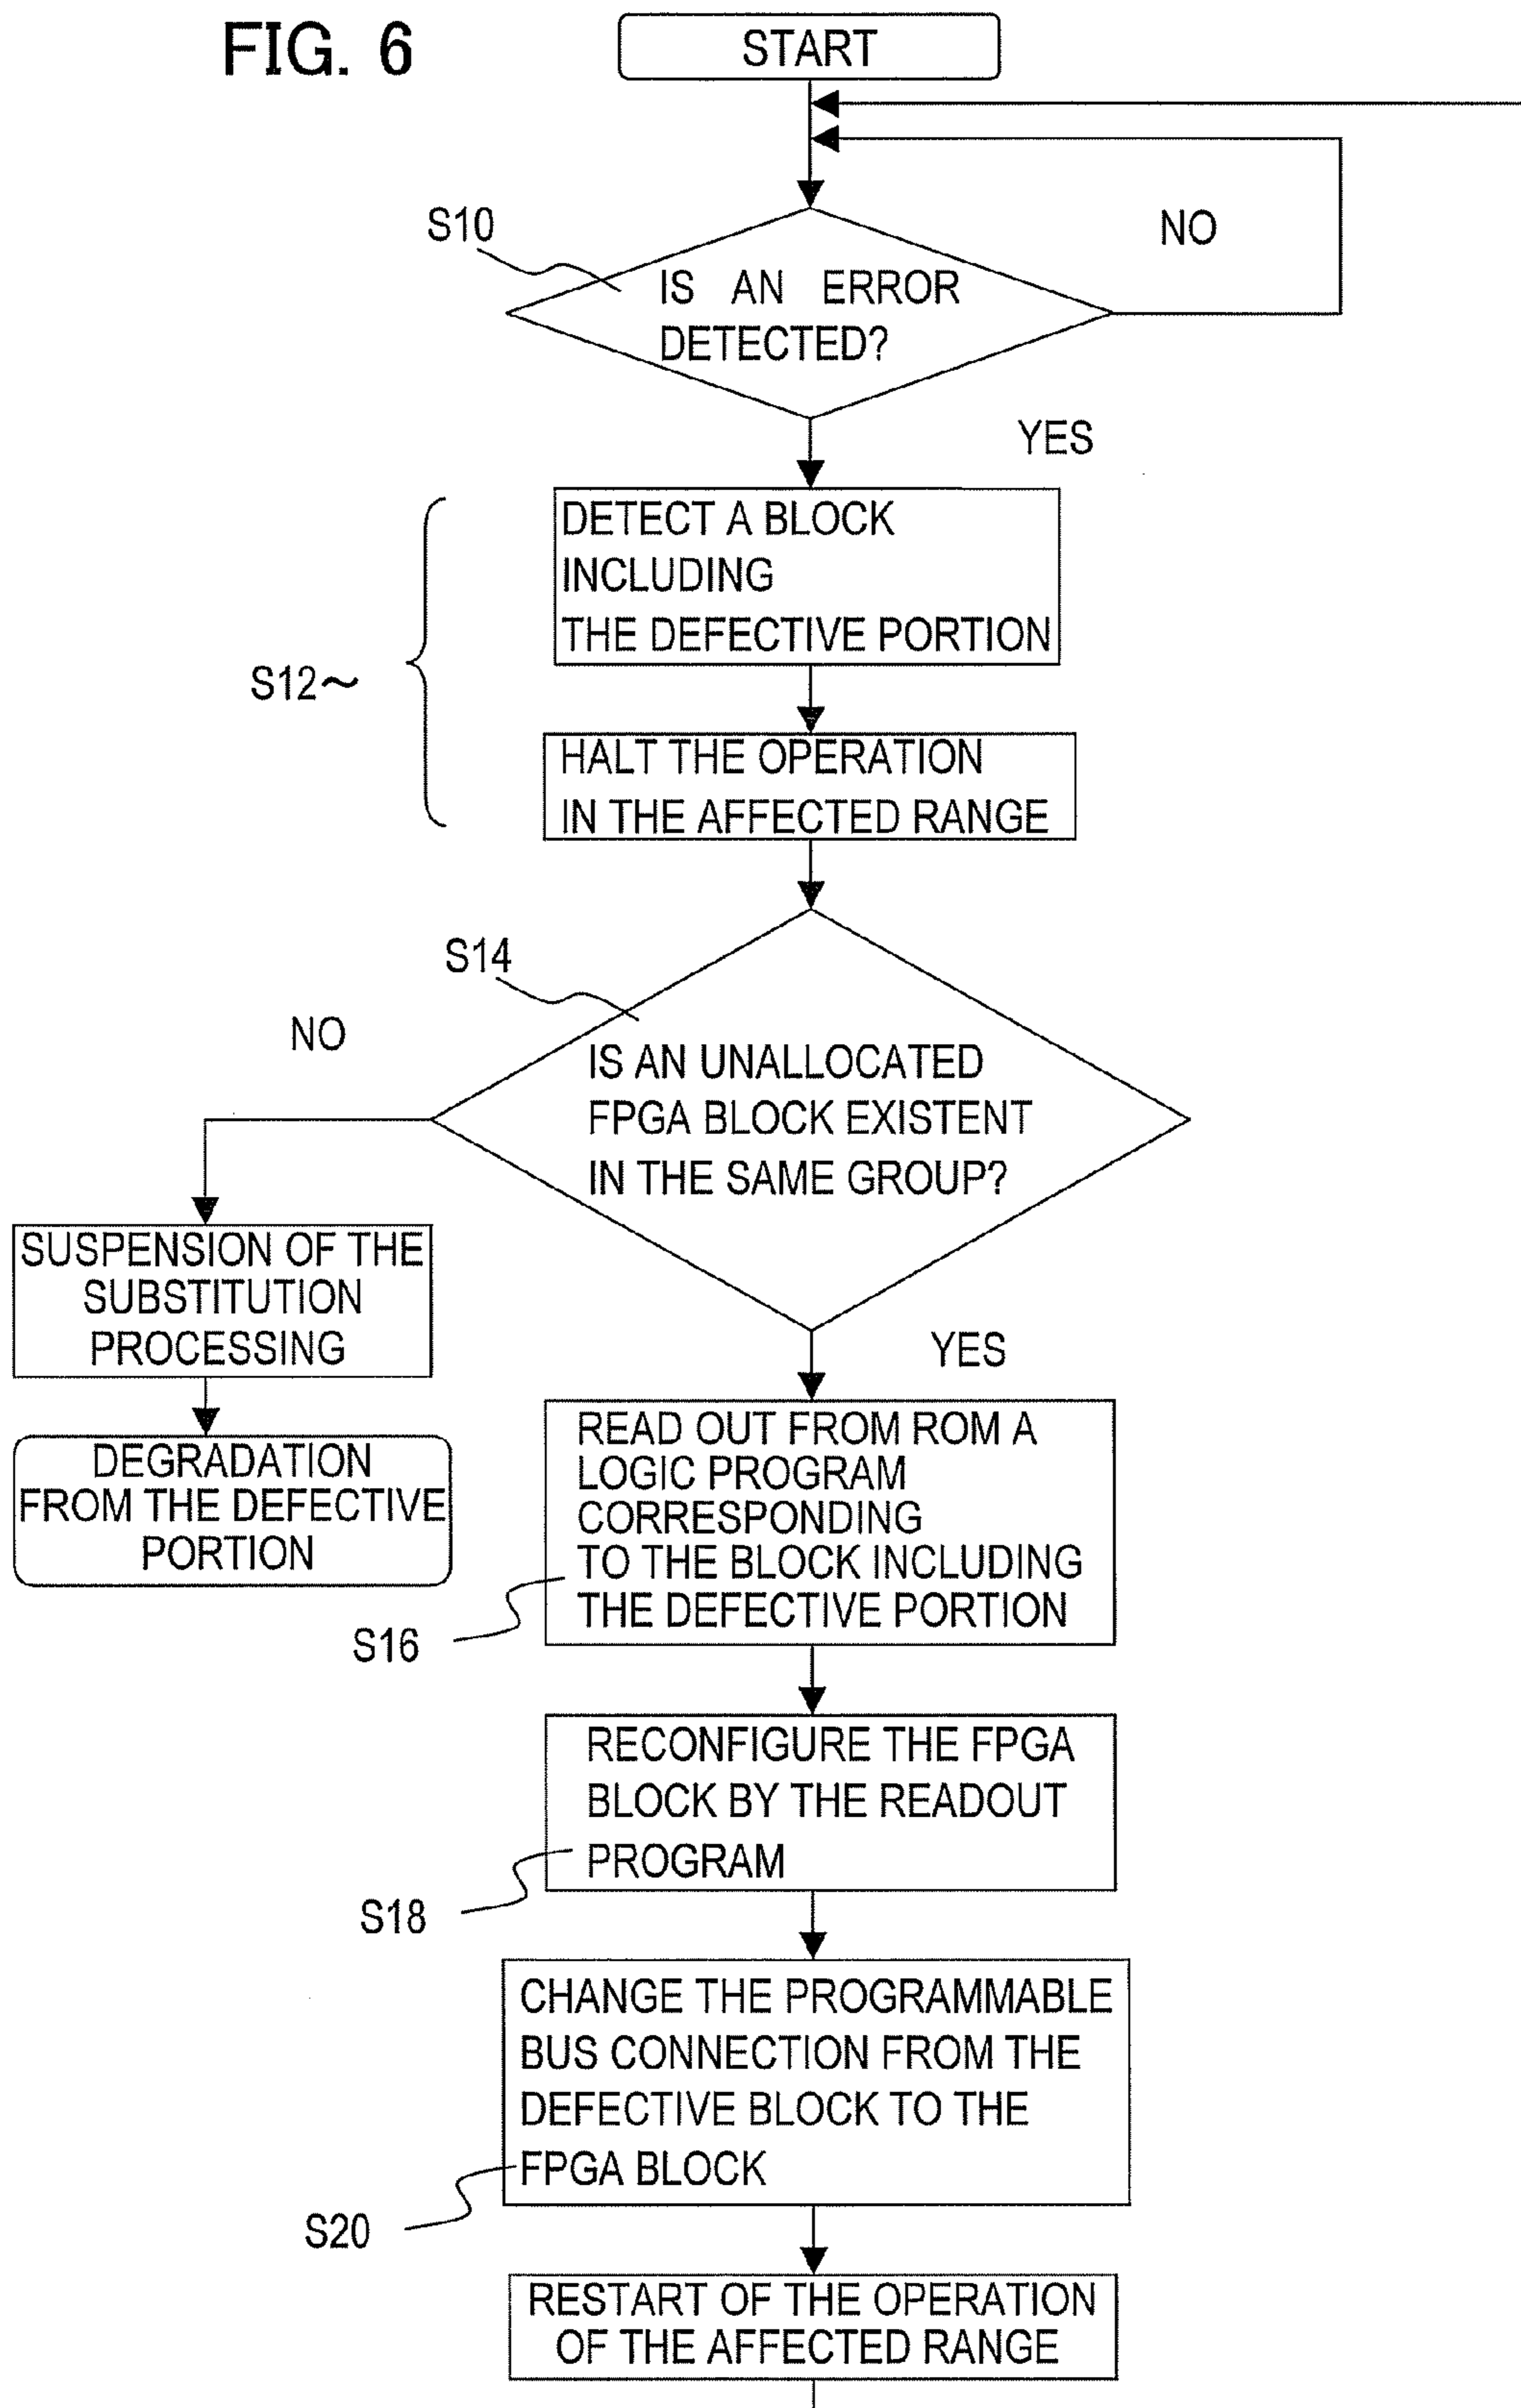 FIG. 6
START
S10
NO
IS AN ERROR
DETECTED?
YES
DETECT A BLOCK
INCLUDING
THE DEFECTIVE PORTION
S12~
HALT THE OPERATION
IN THE AFFECTED RANGE
S14
NO
IS AN UNALLOCATED
FPGA BLOCK EXISTENT
IN THE SAME GROUP?
SUSPENSION OF THE
SUBSTITUTION
PROCESSING
YES
DEGRADATION
FROM THE DEFECTIVE
PORTION
READ OUT FROM ROM A
LOGIC PROGRAM
CORRESPONDING
TO THE BLOCK INCLUDING
THE DEFECTIVE PORTION
S16
RECONFIGURE THE FPGA
BLOCK BY THE READOUT
PROGRAM
S18
CHANGE THE PROGRAMMABLE
BUS CONNECTION FROM THE
DEFECTIVE BLOCK TO THE
FPGA BLOCK
S20
RESTART OF THE OPERATION
OF THE AFFECTED RANGE